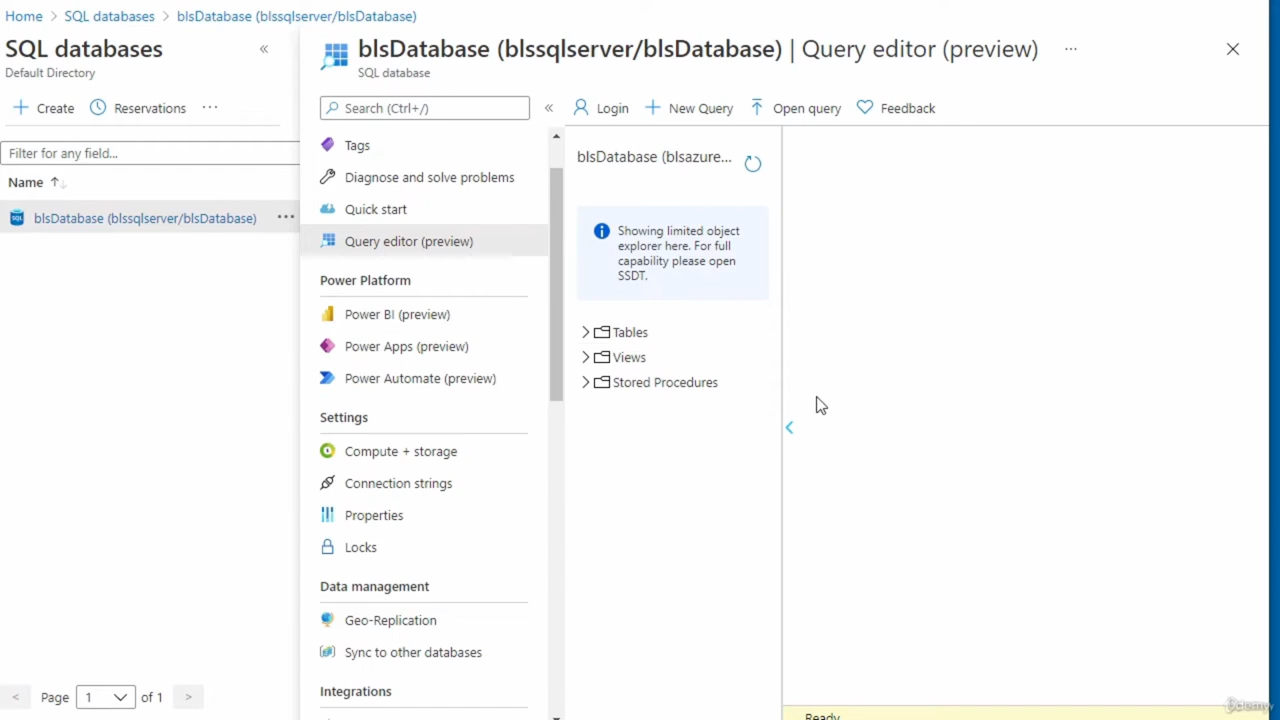 Home > SQL databases > blsDatabase (blssqlserver/blsDatabase)
SQL databases
«
Default Directory
+ Create
Reservations
...
Filter for any field...
Name ↑↓
blsDatabase (blssqlserver/blsDatabase)
...
< Page 1 of 1 >
blsDatabase (blssqlserver/blsDatabase) | Query editor (preview)
...
SQL database
Search (Ctrl+/)
«
Tags
Diagnose and solve problems
Quick start
Query editor (preview)
Power Platform
Power BI (preview)
Power Apps (preview)
Power Automate (preview)
Settings
Compute + storage
Connection strings
Properties
Locks
Data management
Geo-Replication
Sync to other databases
Integrations
Login
+ New Query
Open query
Feedback
blsDatabase (blsazure...
Showing limited object
explorer here. For full
capability please open
SSDT.
Tables
Views
Stored Procedures
Ready
ûdemy